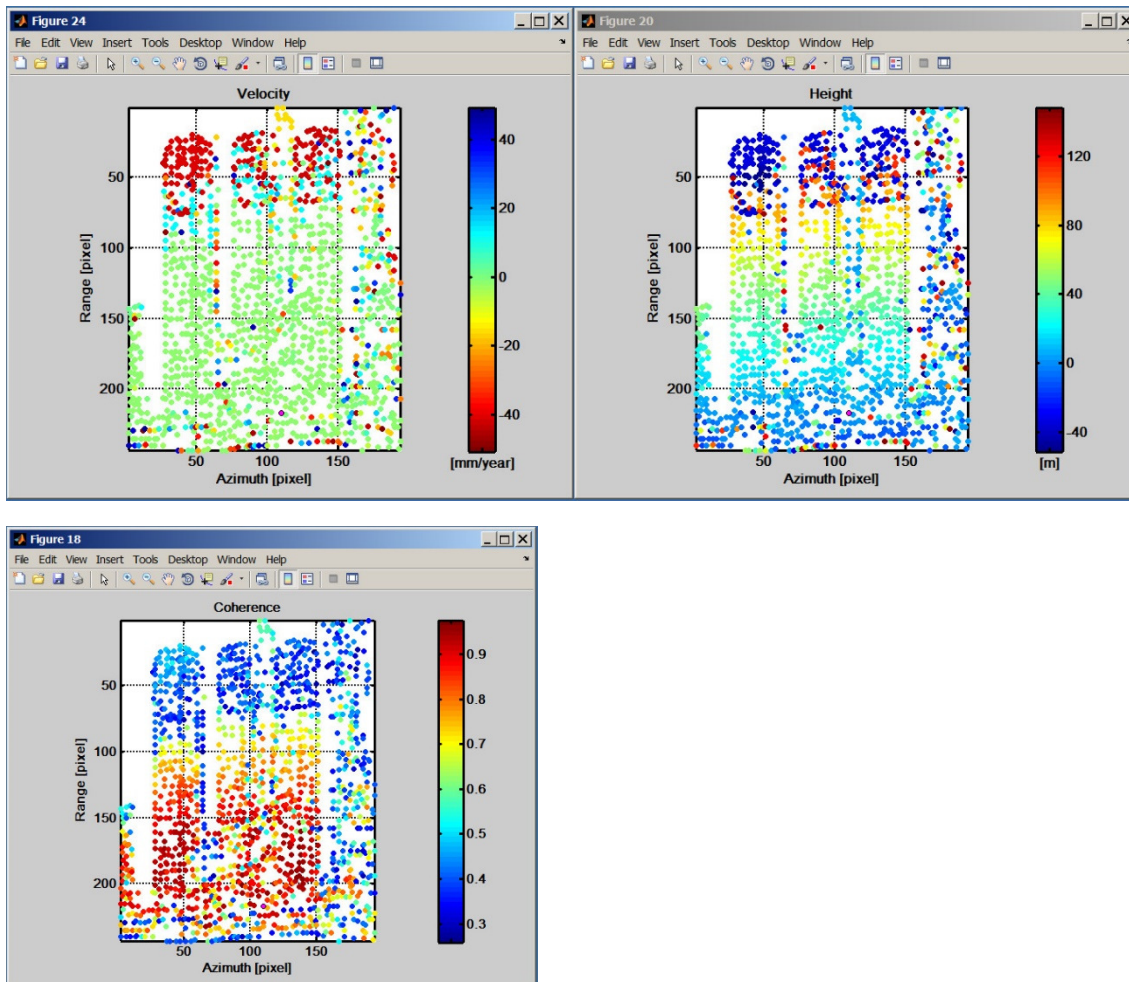 Figure 24
File Edit View Insert Tools Desktop Window Help
Velocity
50
100
150
200
Range [pixel]
50 100 150
Azimuth [pixel]
40
20
0
-20
-40
[mm/year]
Figure 20
File Edit View Insert Tools Desktop Window Help
Height
50
100
150
200
Range [pixel]
50 100 150
Azimuth [pixel]
120
80
40
0
-40
[m]
Figure 18
File Edit View Insert Tools Desktop Window Help
Coherence
50
100
150
200
Range [pixel]
50 100 150
Azimuth [pixel]
0.9
0.8
0.7
0.6
0.5
0.4
0.3